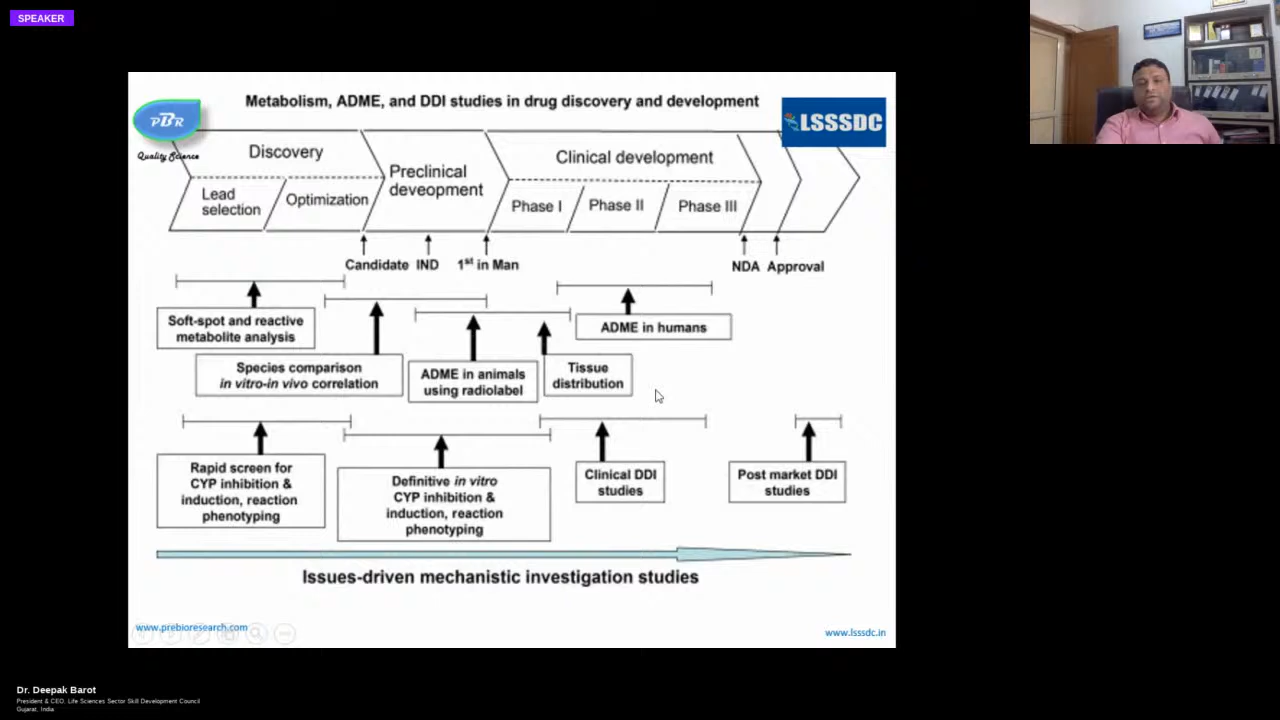 SPEAKER
Metabolism, ADME, and DDI studies in drug discovery and development
PBR
Quality Science
LSSSDC
Discovery
Lead
selection
Optimization
Preclinical
deveopment
Clinical development
Phase I
Phase II
Phase III
Candidate
IND
1st in Man
NDA
Approval
Soft-spot and reactive
metabolite analysis
Species comparison
in vitro-in vivo correlation
ADME in animals
using radiolabel
Tissue
distribution
ADME in humans
Rapid screen for
CYP inhibition &
induction, reaction
phenotyping
Definitive in vitro
CYP inhibition &
induction, reaction
phenotyping
Clinical DDI
studies
Post market DDI
studies
Issues-driven mechanistic investigation studies
www.prebioresearch.com
www.lsssdc.in
Dr. Deepak Barot
President & CEO, Life Sciences Sector Skill Development Council
Gujarat, India